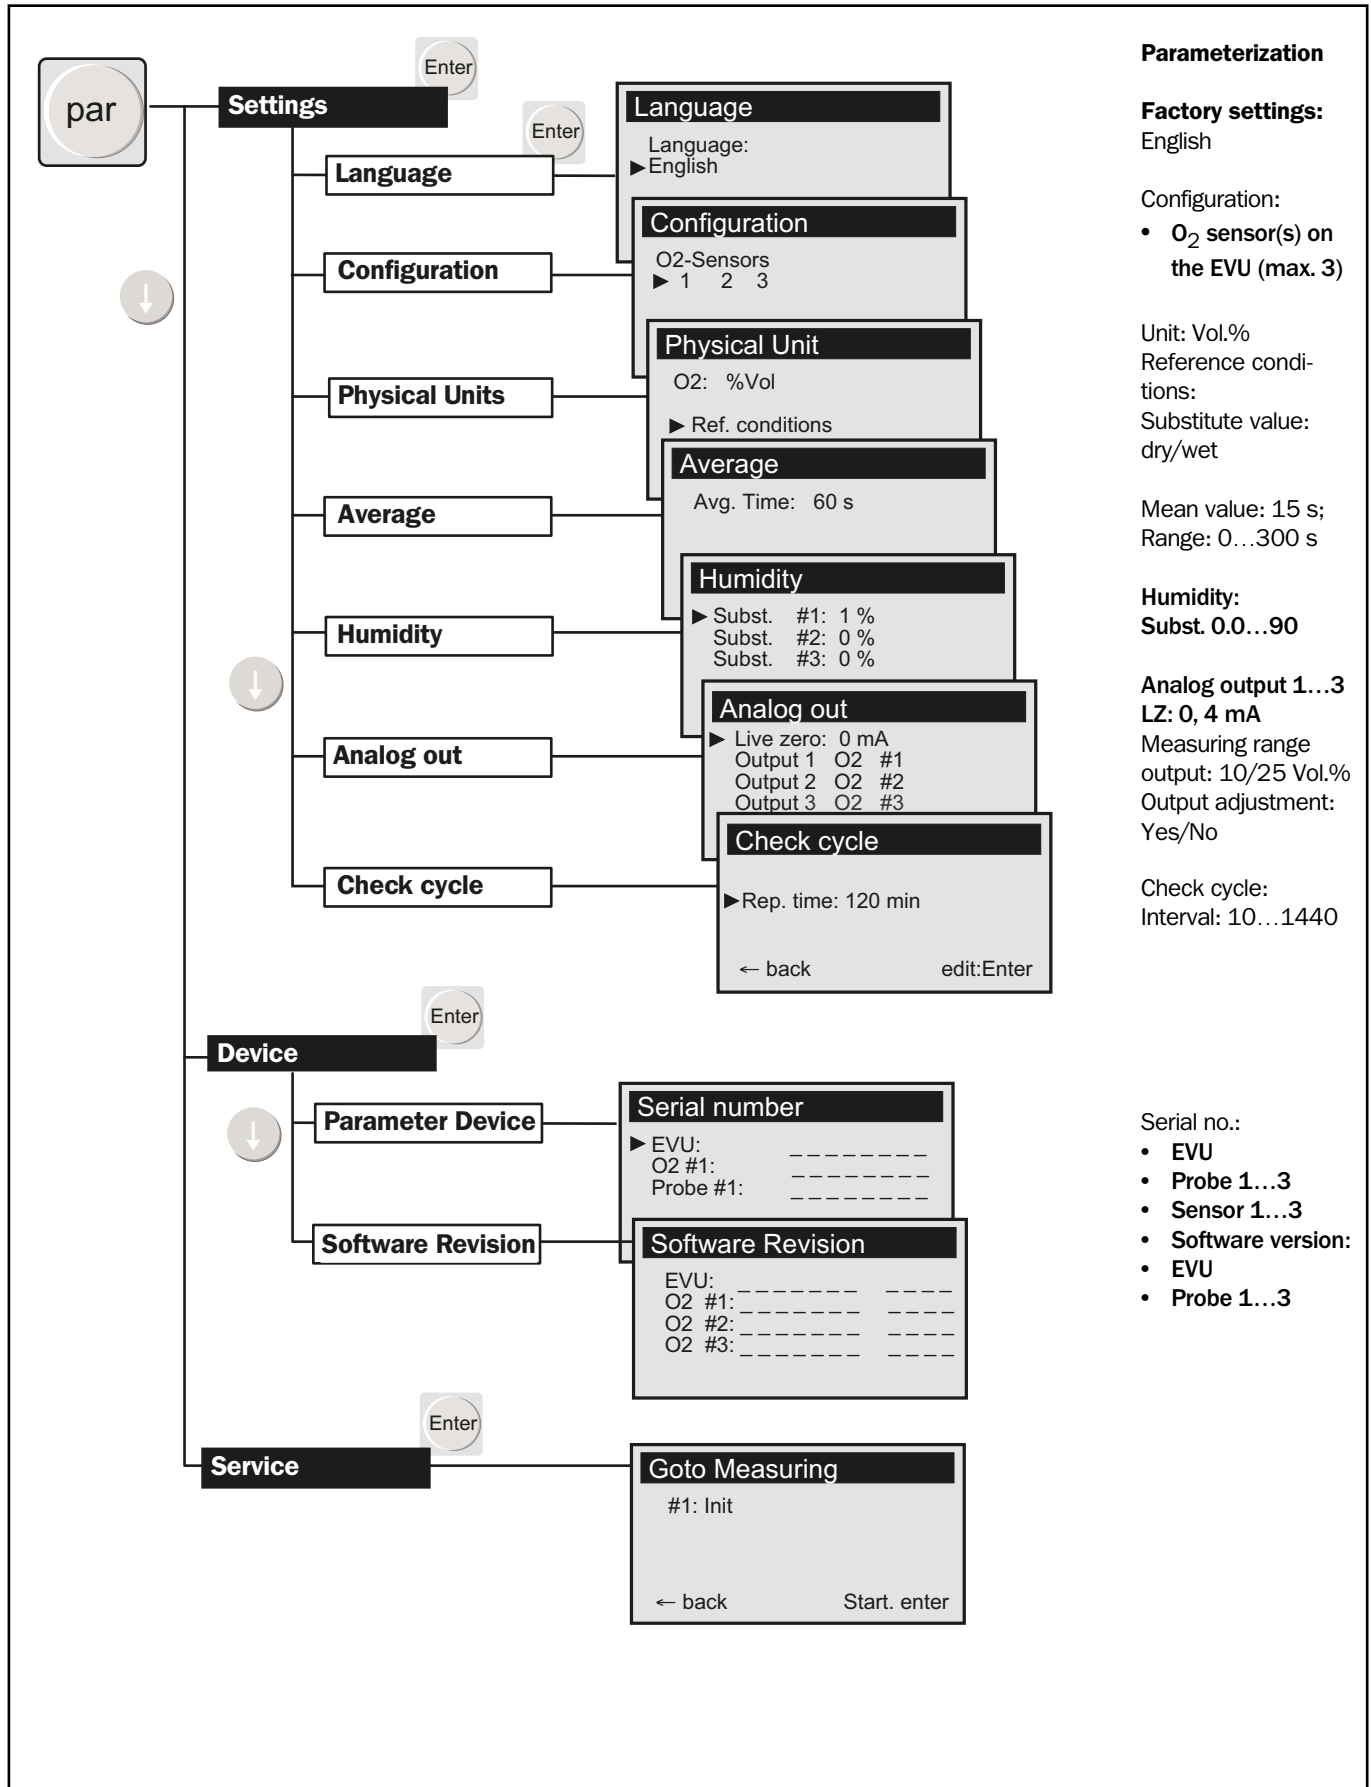 par
Enter
Settings
Enter
Language
Configuration
Physical Units
Average
Humidity
Analog out
Check cycle
Language
Language:
▶English
Configuration
O2-Sensors
▶ 1 2 3
Physical Unit
O2: %Vol
▶ Ref. conditions
Average
Avg. Time: 60 s
Humidity
▶ Subst. #1: 1 %
Subst. #2: 0 %
Subst. #3: 0 %
Analog out
▶ Live zero: 0 mA
Output 1 O2 #1
Output 2 O2 #2
Output 3 O2 #3
Check cycle
▶Rep. time: 120 min
← back edit:Enter
↓
↓
Enter
Device
↓
Parameter Device
Software Revision
Serial number
▶ EVU: _ _ _ _ _ _ _ _
O2 #1: _ _ _ _ _ _ _ _
Probe #1: _ _ _ _ _ _ _ _
Software Revision
EVU: _ _ _ _ _ _ _ _ _ _ _
O2 #1: _ _ _ _ _ _ _ _ _ _ _
O2 #2: _ _ _ _ _ _ _ _ _ _ _
O2 #3: _ _ _ _ _ _ _ _ _ _ _
Enter
Service
Goto Measuring
#1: Init
← back Start. enter
Parameterization
Factory settings:
English
Configuration:
• O2 sensor(s) on
the EVU (max. 3)
Unit: Vol.%
Reference condi-
tions:
Substitute value:
dry/wet
Mean value: 15 s;
Range: 0…300 s
Humidity:
Subst. 0.0…90
Analog output 1…3
LZ: 0, 4 mA
Measuring range
output: 10/25 Vol.%
Output adjustment:
Yes/No
Check cycle:
Interval: 10…1440
Serial no.:
• EVU
• Probe 1…3
• Sensor 1…3
• Software version:
• EVU
• Probe 1…3